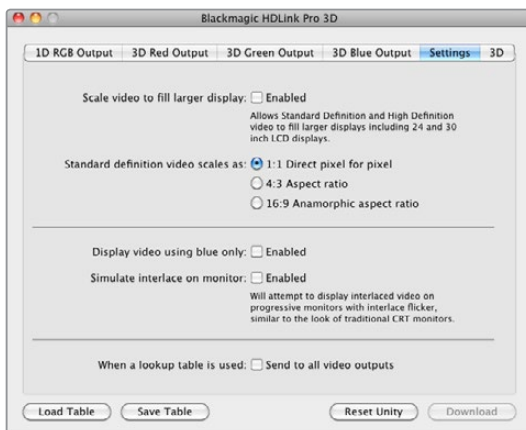 Blackmagic HDLink Pro 3D
1D RGB Output 3D Red Output 3D Green Output 3D Blue Output Settings 3D
Scale video to fill larger display: Enabled
Allows Standard Definition and High Definition
video to fill larger displays including 24 and 30
inch LCD displays.
Standard definition video scales as: 1:1 Direct pixel for pixel
4:3 Aspect ratio
16:9 Anamorphic aspect ratio
Display video using blue only: Enabled
Simulate interlace on monitor: Enabled
Will attempt to display interlaced video on
progressive monitors with interlace flicker,
similar to the look of traditional CRT monitors.
When a lookup table is used: Send to all video outputs
Load Table Save Table Reset Unity Download